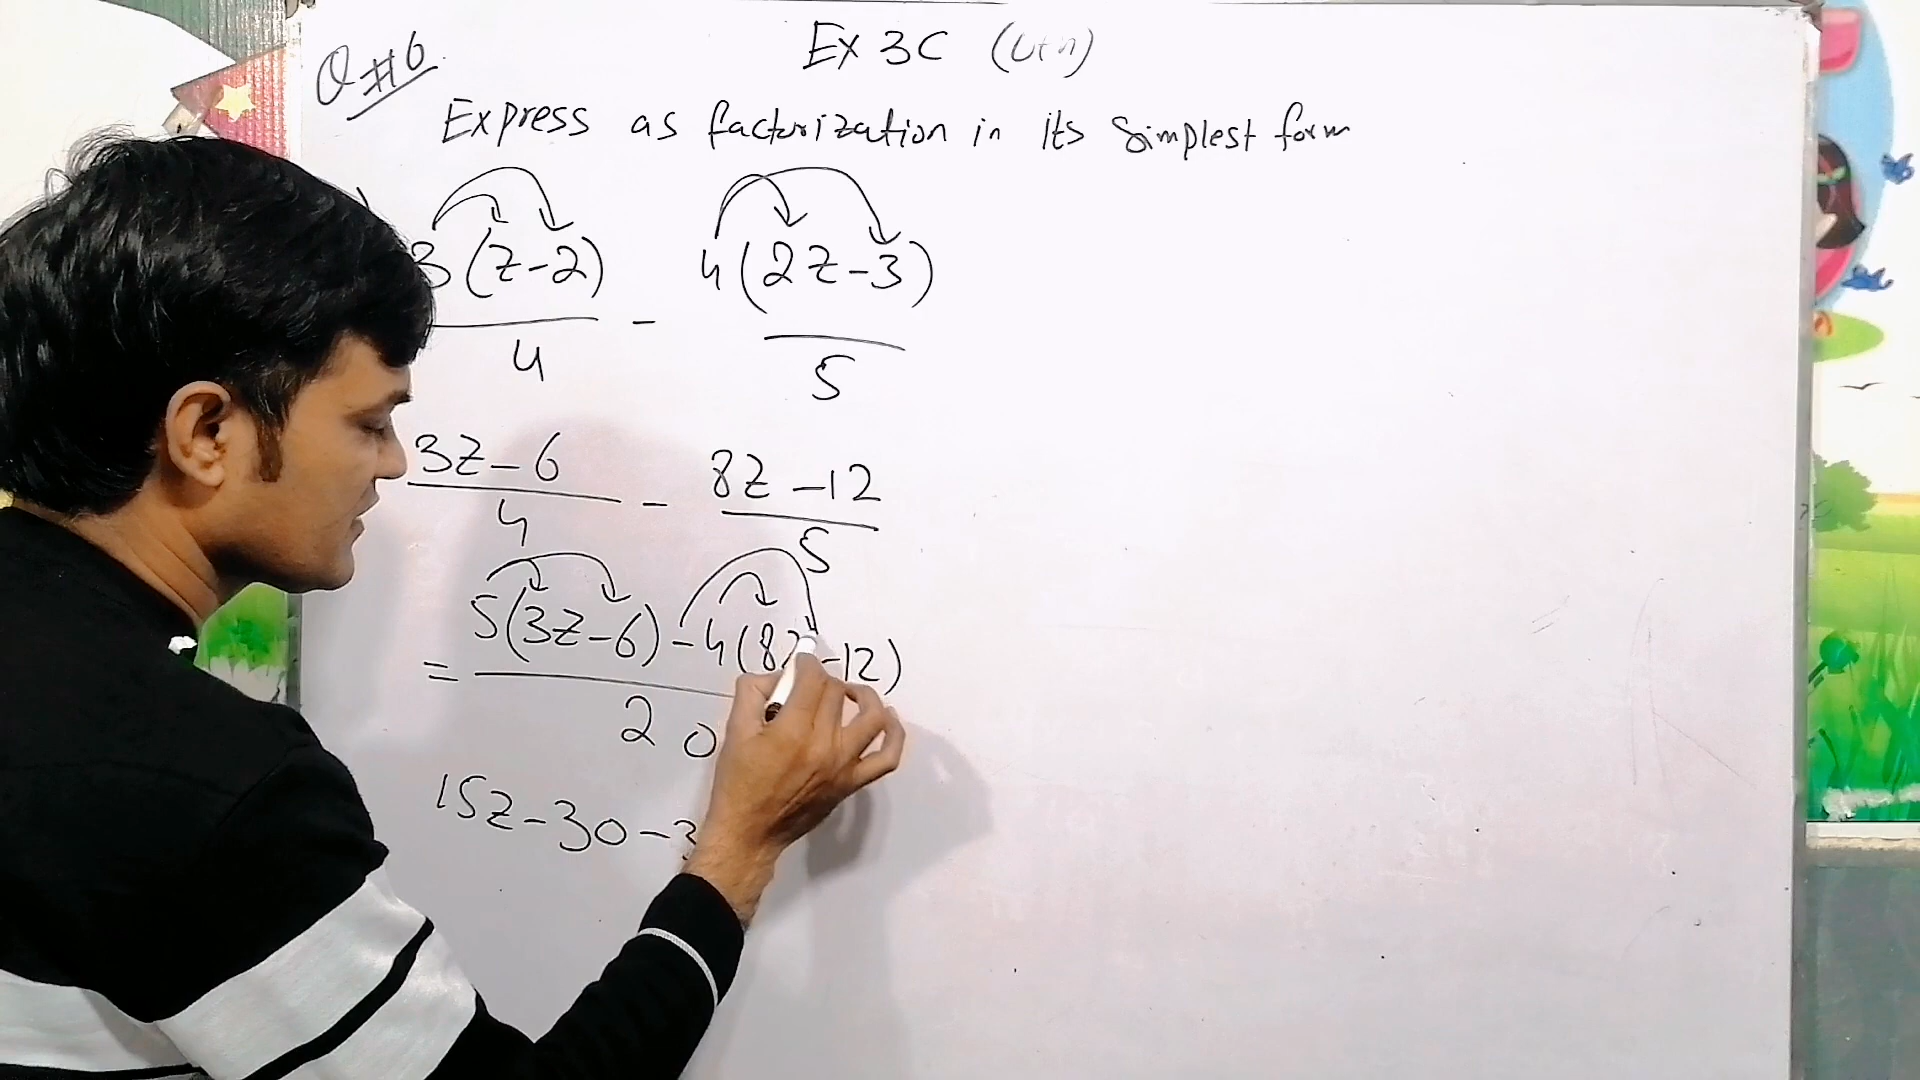 Q#6
Ex 3C (6th)
Express as factorization in its simplest form
3(z-2) - 4(2z-3)
4 5
3z-6 - 8z-12
4 5
= 5(3z-6) -4(8z-12)
20
15z-30-3